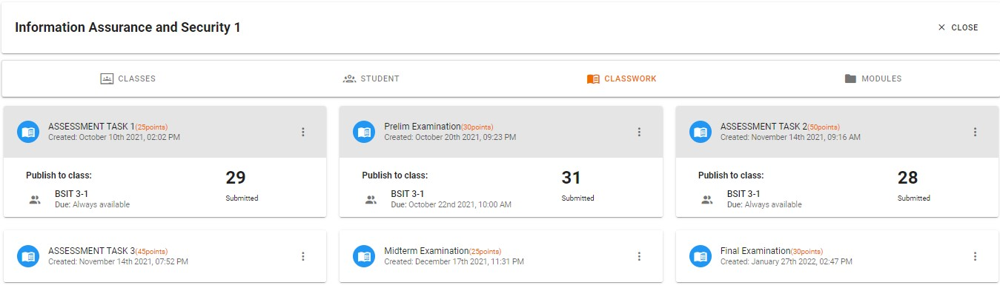 Information Assurance and Security 1
CLOSE
CLASSES
STUDENT
CLASSWORK
MODULES
ASSESSMENT TASK 1(25points)
Created: October 10th 2021, 02:02 PM
Publish to class:
BSIT 3-1
Due: Always available
29
Submitted
Prelim Examination(30points)
Created: October 20th 2021, 09:23 PM
Publish to class:
BSIT 3-1
Due: October 22nd 2021, 10:00 AM
31
Submitted
ASSESSMENT TASK 2(50points)
Created: November 14th 2021, 09:16 AM
Publish to class:
BSIT 3-1
Due: Always available
28
Submitted
ASSESSMENT TASK 3(45points)
Created: November 14th 2021, 07:52 PM
Midterm Examination(25points)
Created: December 17th 2021, 11:31 PM
Final Examination(30points)
Created: January 27th 2022, 02:47 PM